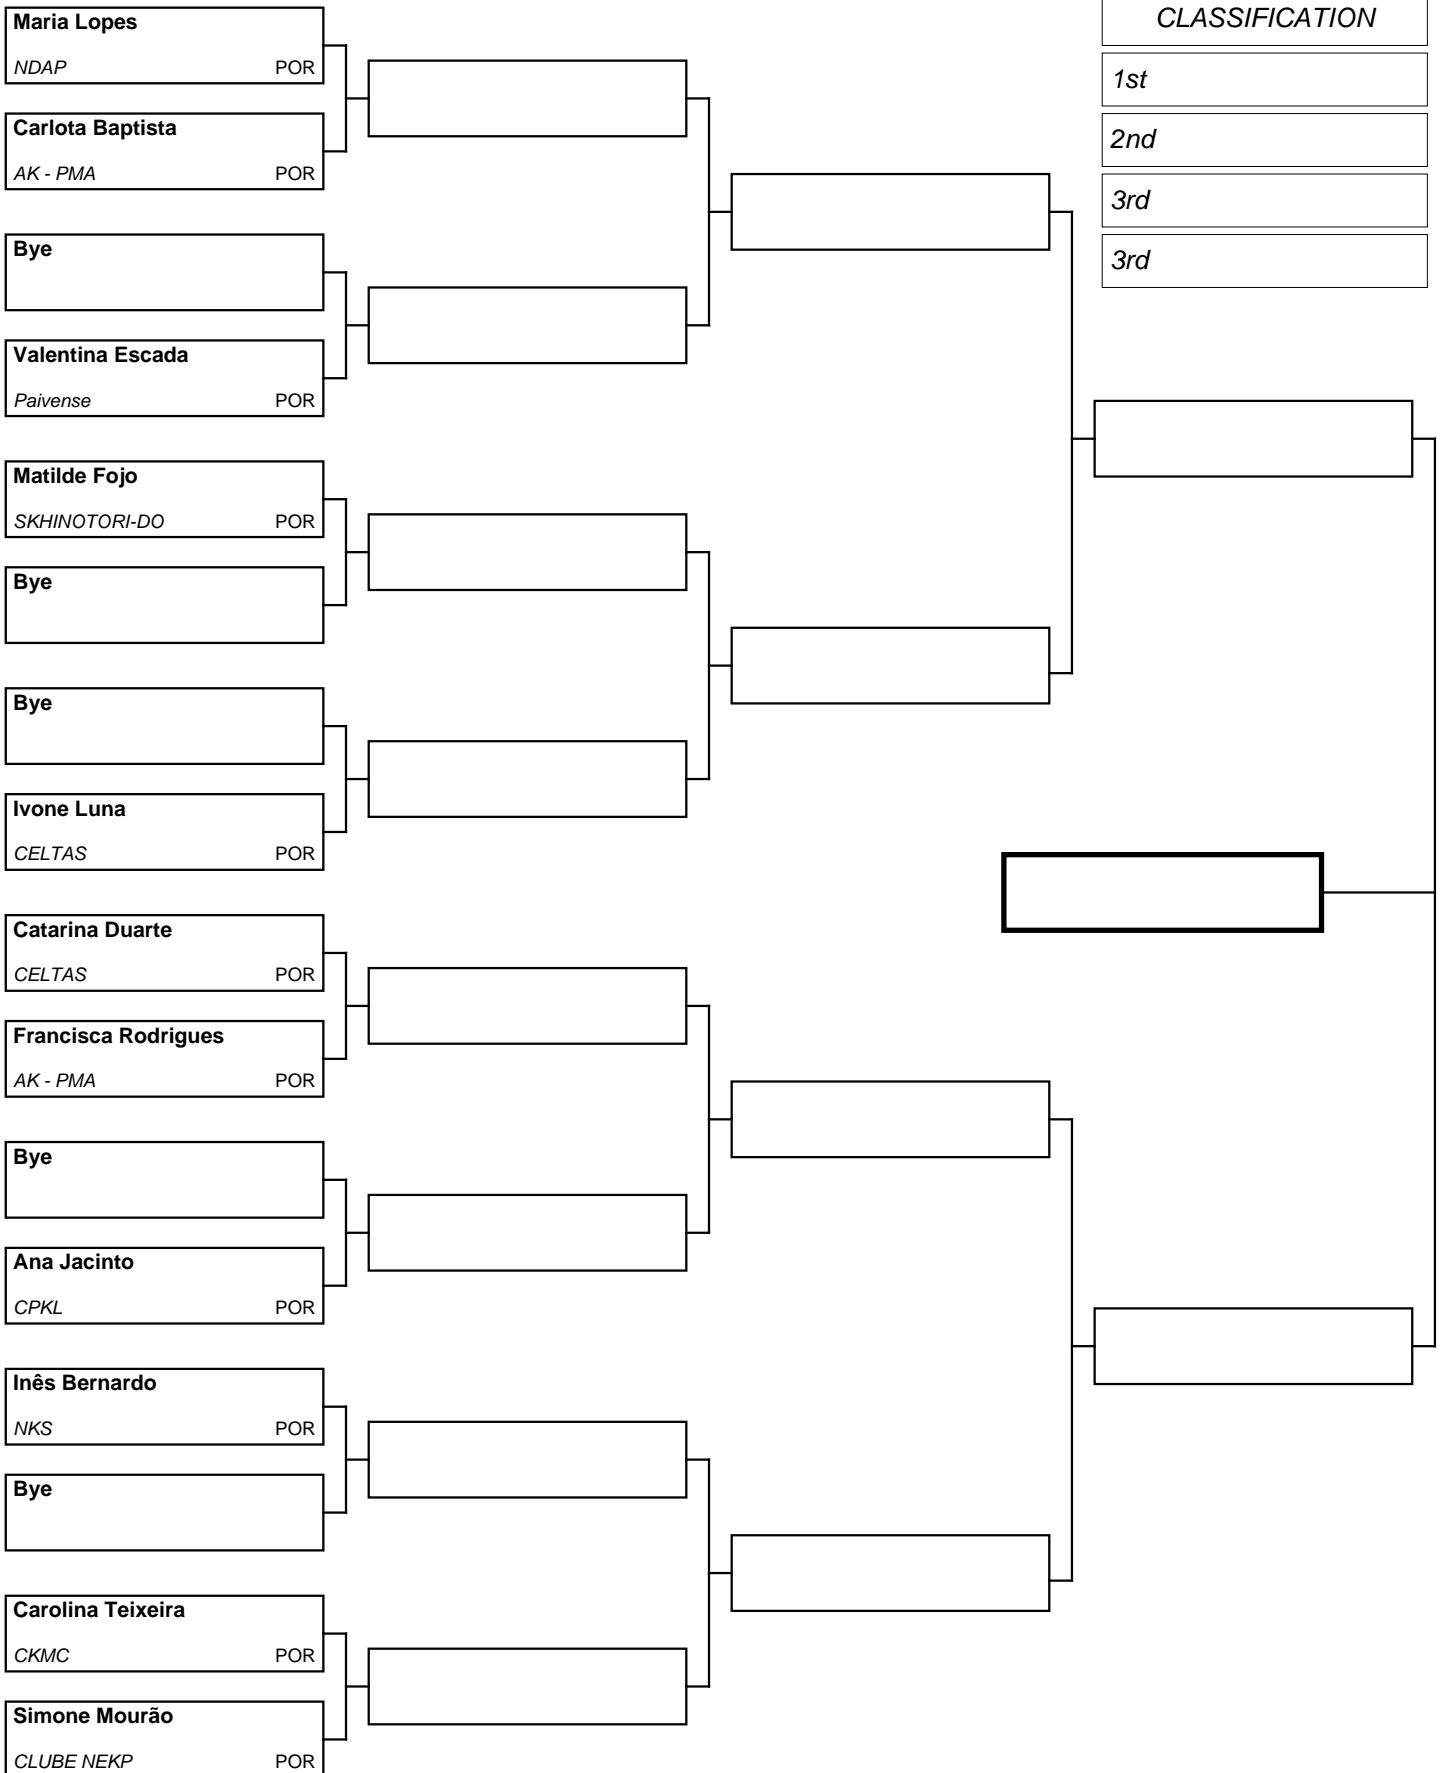 Maria Lopes
NDAP POR
Carlota Baptista
AK - PMA POR
Bye
Valentina Escada
Paivense POR
Matilde Fojo
SKHINOTORI-DO POR
Bye
Bye
Ivone Luna
CELTAS POR
Catarina Duarte
CELTAS POR
Francisca Rodrigues
AK - PMA POR
Bye
Ana Jacinto
CPKL POR
Inês Bernardo
NKS POR
Bye
Carolina Teixeira
CKMC POR
Simone Mourão
CLUBE NEKP POR
CLASSIFICATION
1st
2nd
3rd
3rd